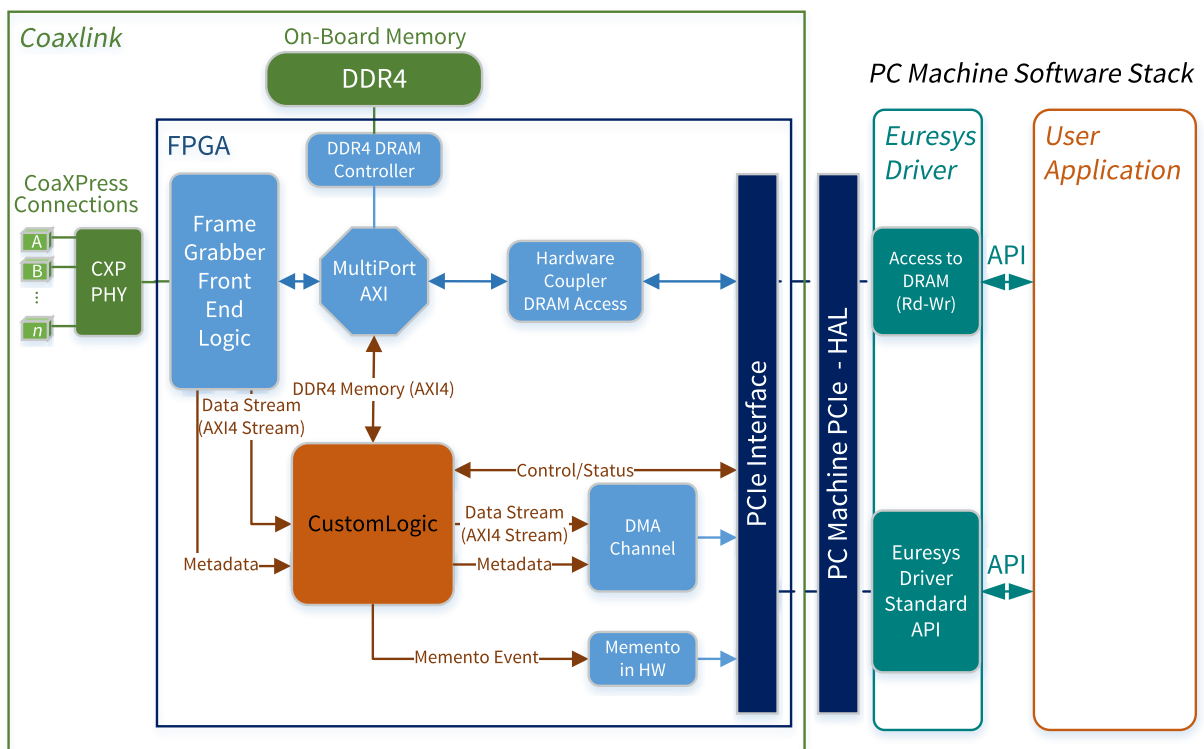 Coaxlink
On-Board Memory
DDR4
PC Machine Software Stack
FPGA
DDR4 DRAM
Controller
Euresys
Driver
User
Application
CoaXPress
Connections
A
B
⋮
n
CXP
PHY
Frame
Grabber
Front
End
Logic
MultiPort
AXI
Hardware
Coupler
DRAM Access
Access to
DRAM
(Rd-Wr)
API
DDR4 Memory (AXI4)
Data Stream
(AXI4 Stream)
PCIe Interface
PC Machine PCIe - HAL
Control/Status
CustomLogic
Data Stream
(AXI4 Stream)
DMA
Channel
Metadata
Metadata
Euresys
Driver
Standard
API
API
Memento Event
Memento
in HW